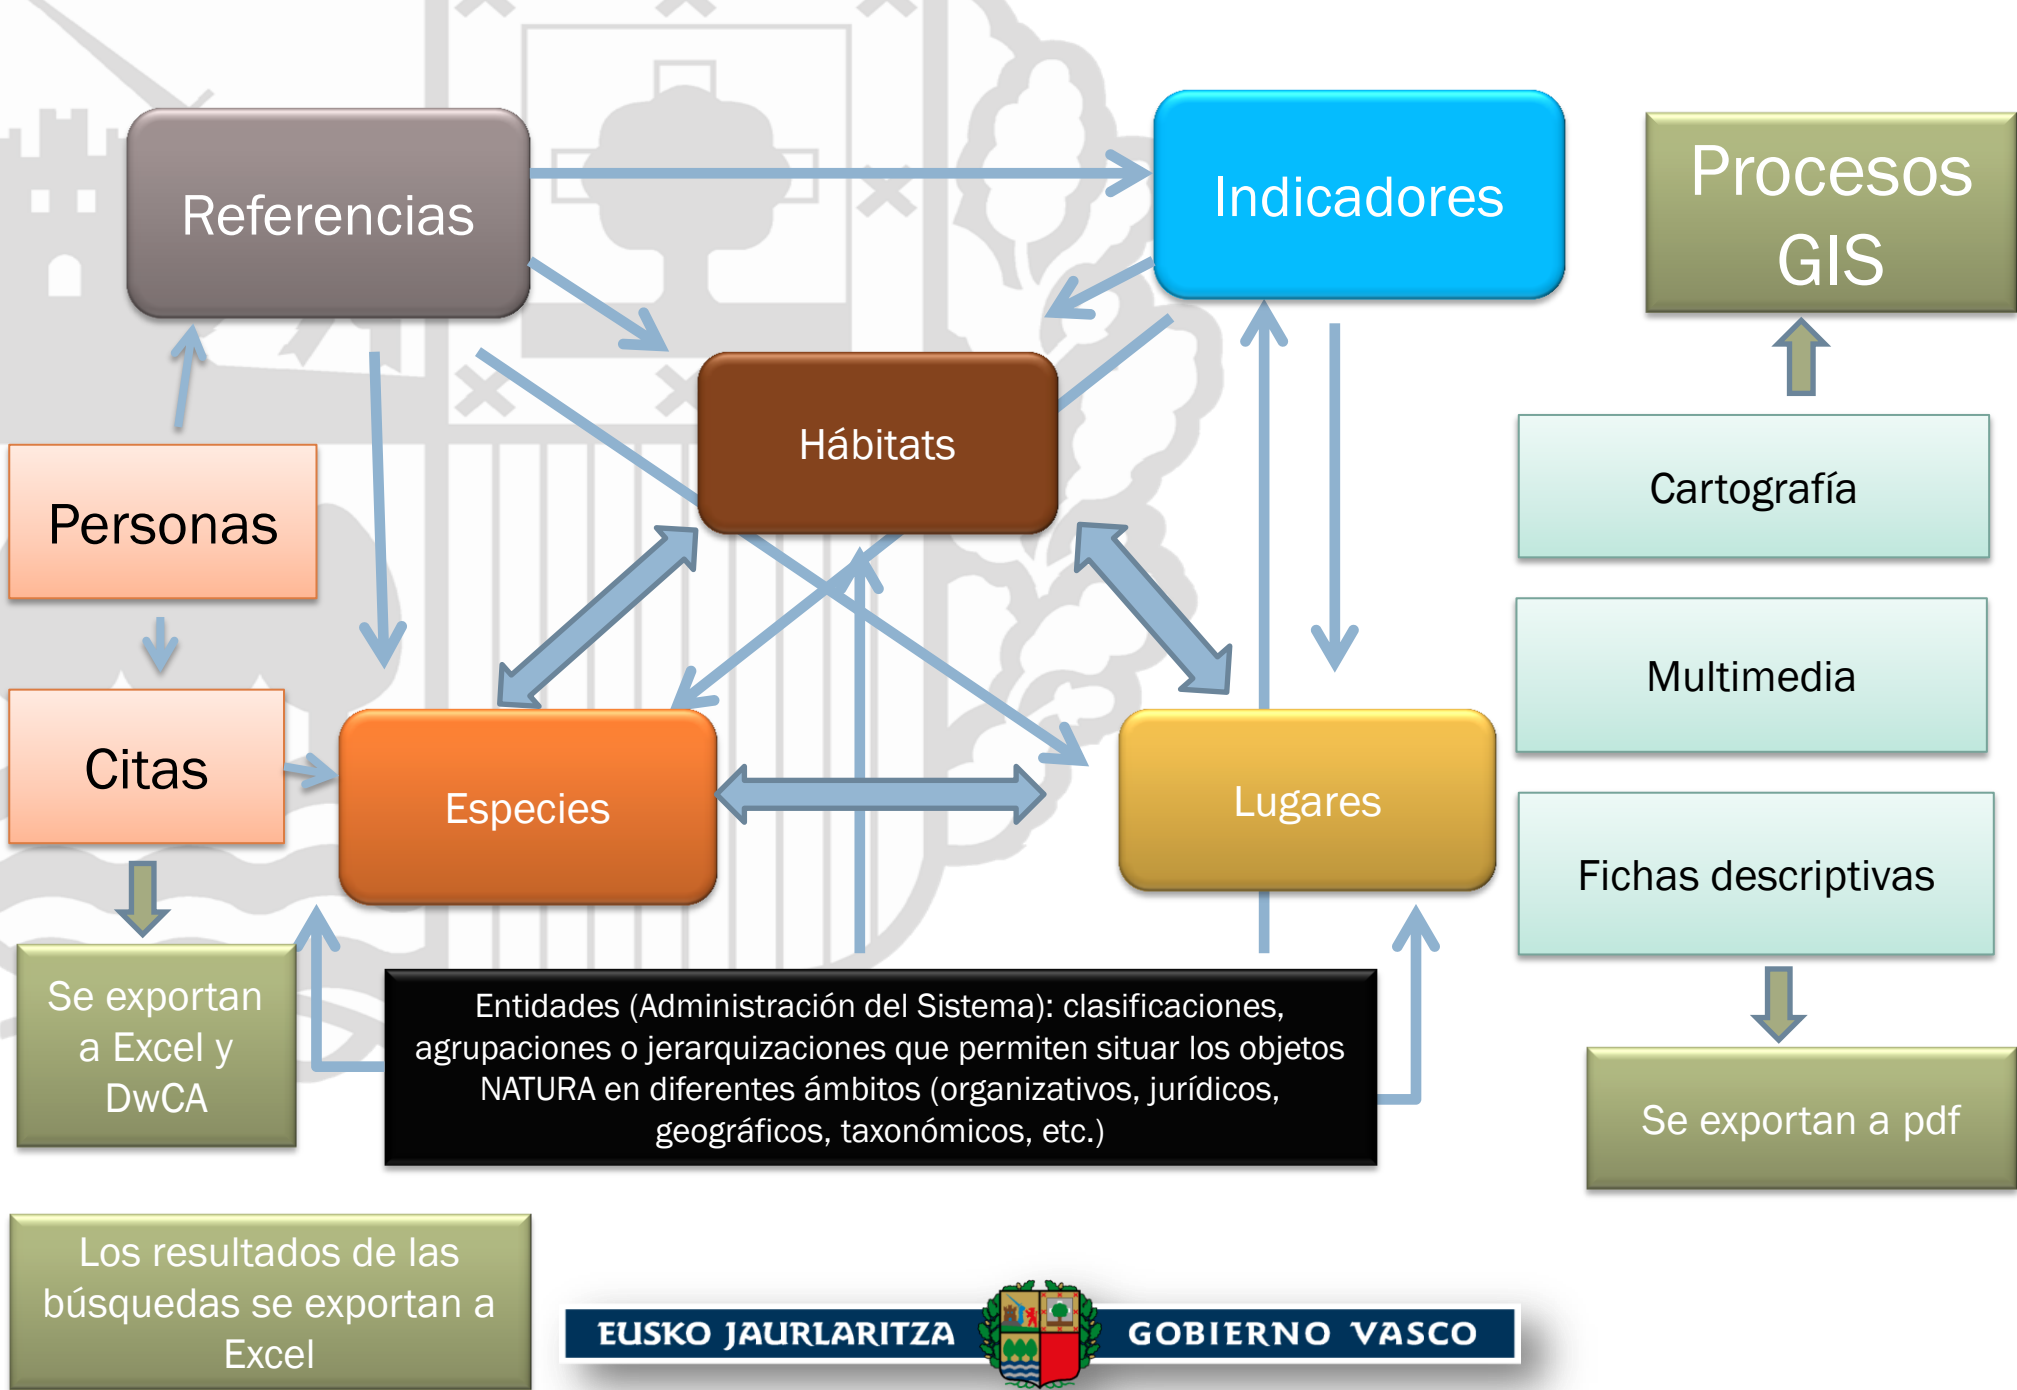 Referencias
Indicadores
Procesos
GIS
Hábitats
Cartografía
Personas
Multimedia
Citas
Especies
Lugares
Fichas descriptivas
Se exportan
a Excel y
DwCA
Entidades (Administración del Sistema): clasificaciones,
agrupaciones o jerarquizaciones que permiten situar los objetos
NATURA en diferentes ámbitos (organizativos, jurídicos,
geográficos, taxonómicos, etc.)
Se exportan a pdf
Los resultados de las
búsquedas se exportan a
Excel
EUSKO JAURLARITZA
GOBIERNO VASCO